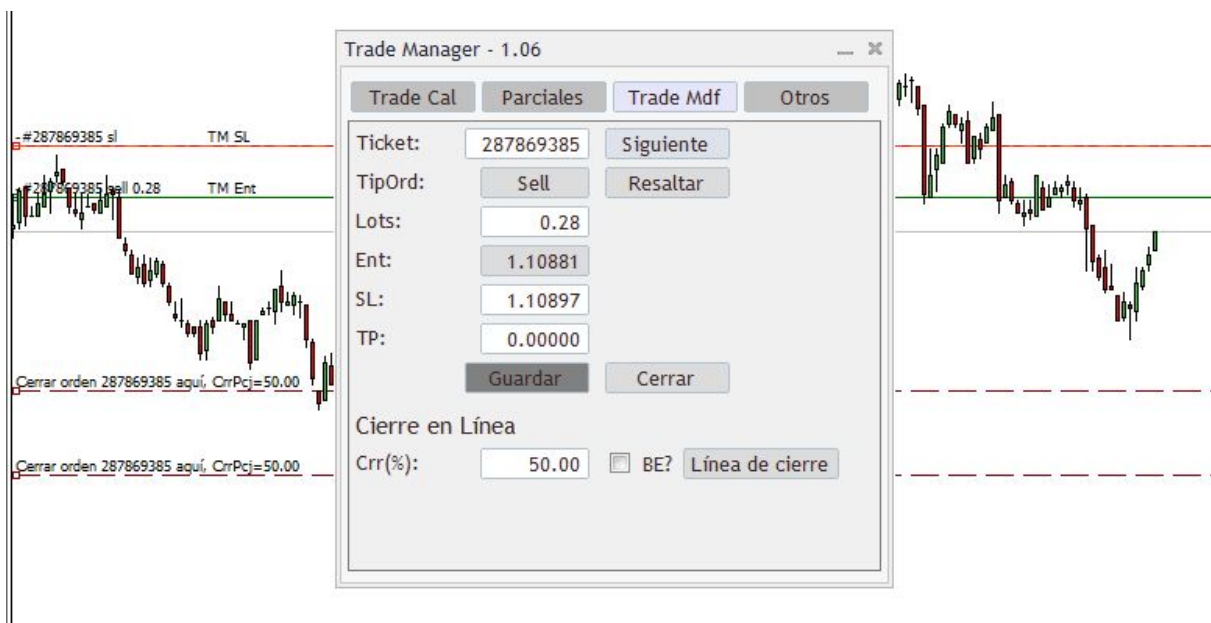 Trade Manager - 1.06
Trade Cal Parciales Trade Mdf Otros
-#287869385 sl TM SL
Ticket: 287869385 Siguiente
#287869385 sell 0.28 TM Ent
TipOrd: Sell Resaltar
Lots: 0.28
Ent: 1.10881
SL: 1.10897
TP: 0.00000
Guardar Cerrar
Cerrar orden 287869385 aquí, CrrPcj=50.00
Cierre en Línea
Cerrar orden 287869385 aquí, CrrPcj=50.00
Crr(%): 50.00 BE? Línea de cierre